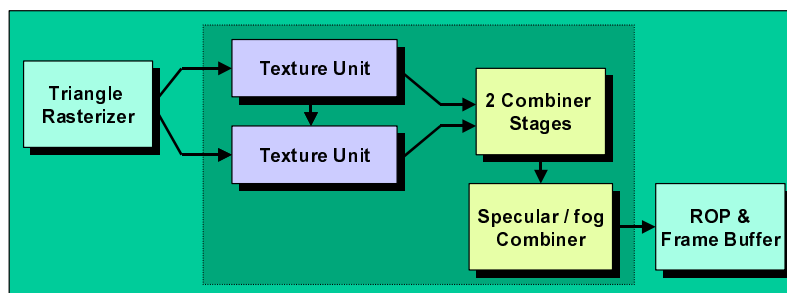 Triangle
Rasterizer
Texture Unit
Texture Unit
2 Combiner
Stages
Specular / fog
Combiner
ROP &
Frame Buffer